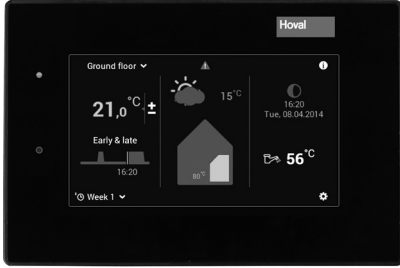 Hoval
Ground floor
21,0°C ±
Early & late
16:20
Week 1
15°C
80°C
16:20
Tue, 08.04.2014
56°C